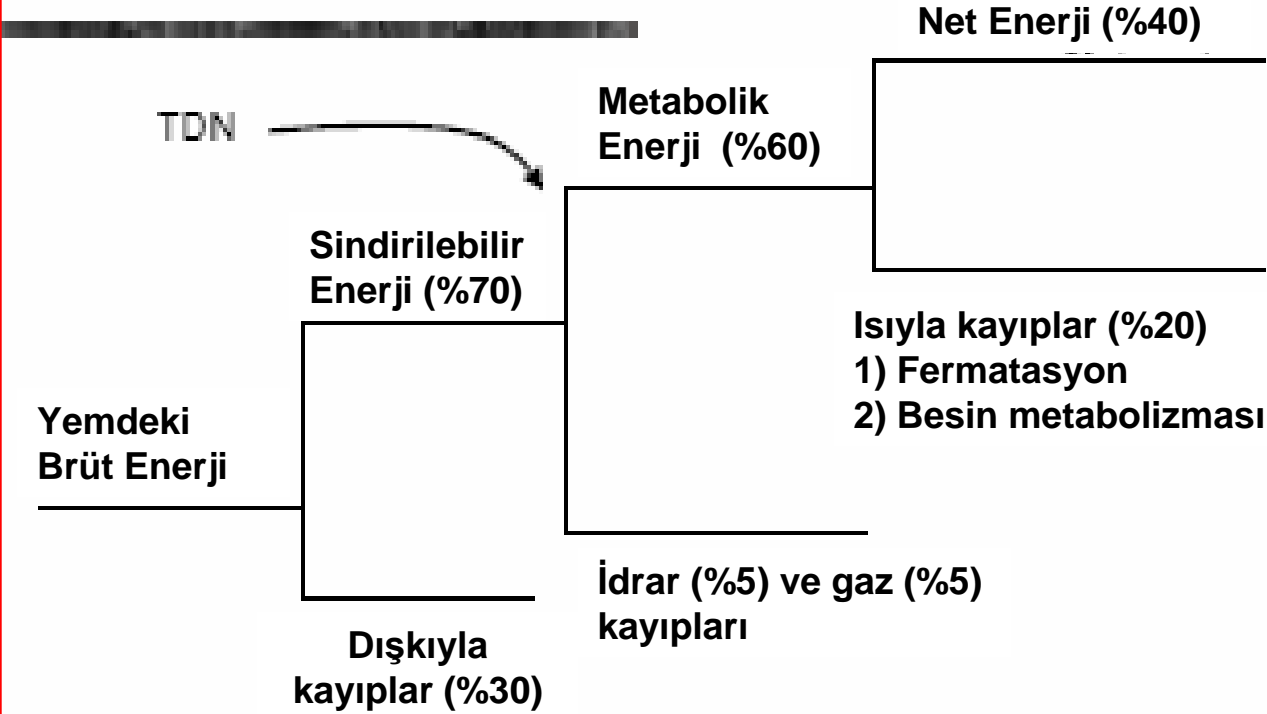 Net Enerji (%40)
TDN
Metabolik
Enerji (%60)
Sindirilebilir
Enerji (%70)
Isıyla kayıplar (%20)
1) Fermatasyon
2) Besin metabolizması
Yemdeki
Brüt Enerji
İdrar (%5) ve gaz (%5)
kayıpları
Dışkıyla
kayıplar (%30)